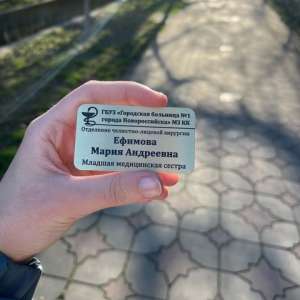 ГБУЗ «Городская больница №1
города Новороссийска» МЗ КК
Отделение челюстно-лицевой хирургии
Ефимова
Мария Андреевна
Младшая медицинская сестра